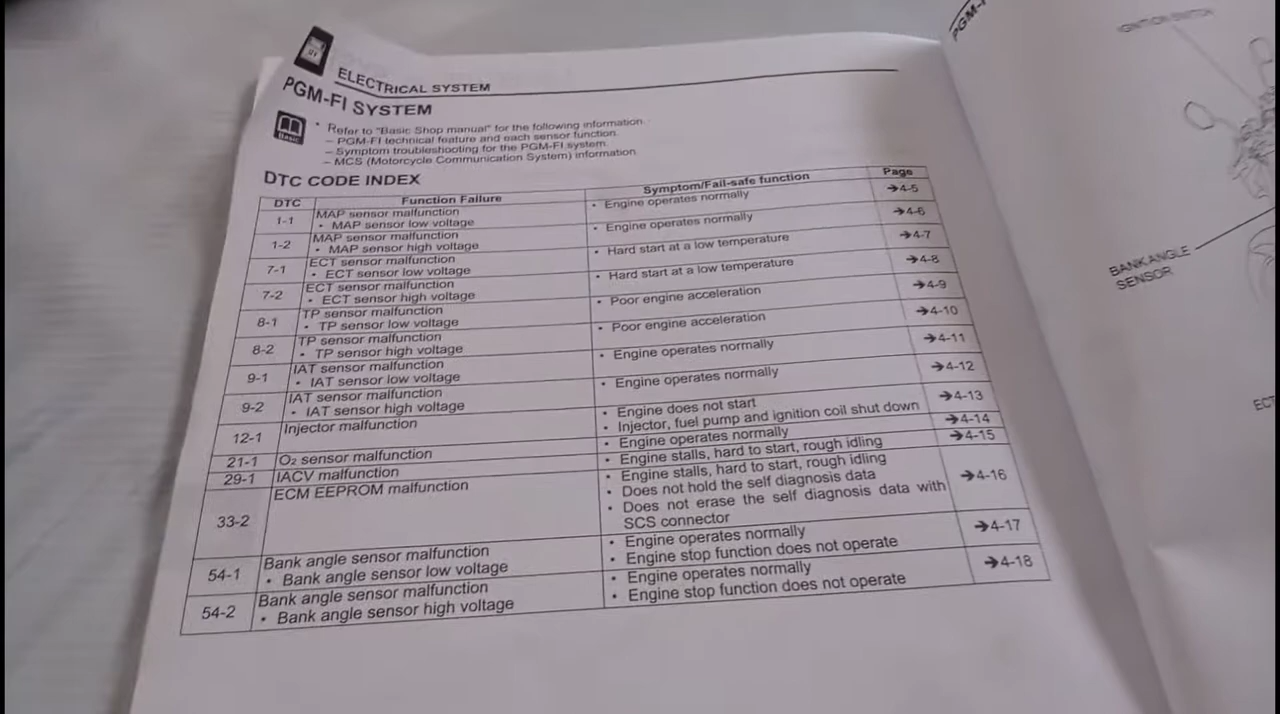 ELECTRICAL SYSTEM
PGM-FI SYSTEM
Basic
• Refer to "Basic Shop manual" for the following information.
– PGM-FI technical feature and each sensor function.
– Symptom troubleshooting for the PGM-FI system.
– MCS (Motorcycle Communication System) information
DTC CODE INDEX
DTC Function Failure Symptom/Fail-safe function Page
1-1 MAP sensor malfunction • Engine operates normally ➔4-5
• MAP sensor low voltage
1-2 MAP sensor malfunction • Engine operates normally ➔4-6
• MAP sensor high voltage
7-1 ECT sensor malfunction • Hard start at a low temperature ➔4-7
• ECT sensor low voltage
7-2 ECT sensor malfunction • Hard start at a low temperature ➔4-8
• ECT sensor high voltage
8-1 TP sensor malfunction • Poor engine acceleration ➔4-9
• TP sensor low voltage
8-2 TP sensor malfunction • Poor engine acceleration ➔4-10
• TP sensor high voltage
9-1 IAT sensor malfunction • Engine operates normally ➔4-11
• IAT sensor low voltage
9-2 IAT sensor malfunction • Engine operates normally ➔4-12
• IAT sensor high voltage
12-1 Injector malfunction • Engine does not start ➔4-13
• Injector, fuel pump and ignition coil shut down
21-1 O2 sensor malfunction • Engine operates normally ➔4-14
29-1 IACV malfunction • Engine stalls, hard to start, rough idling ➔4-15
33-2 ECM EEPROM malfunction • Engine stalls, hard to start, rough idling ➔4-16
• Does not hold the self diagnosis data
• Does not erase the self diagnosis data with
SCS connector
54-1 Bank angle sensor malfunction • Engine operates normally ➔4-17
• Bank angle sensor low voltage • Engine stop function does not operate
54-2 Bank angle sensor malfunction • Engine operates normally ➔4-18
• Bank angle sensor high voltage • Engine stop function does not operate
IGNITION SWITCH
BANK ANGLE
SENSOR